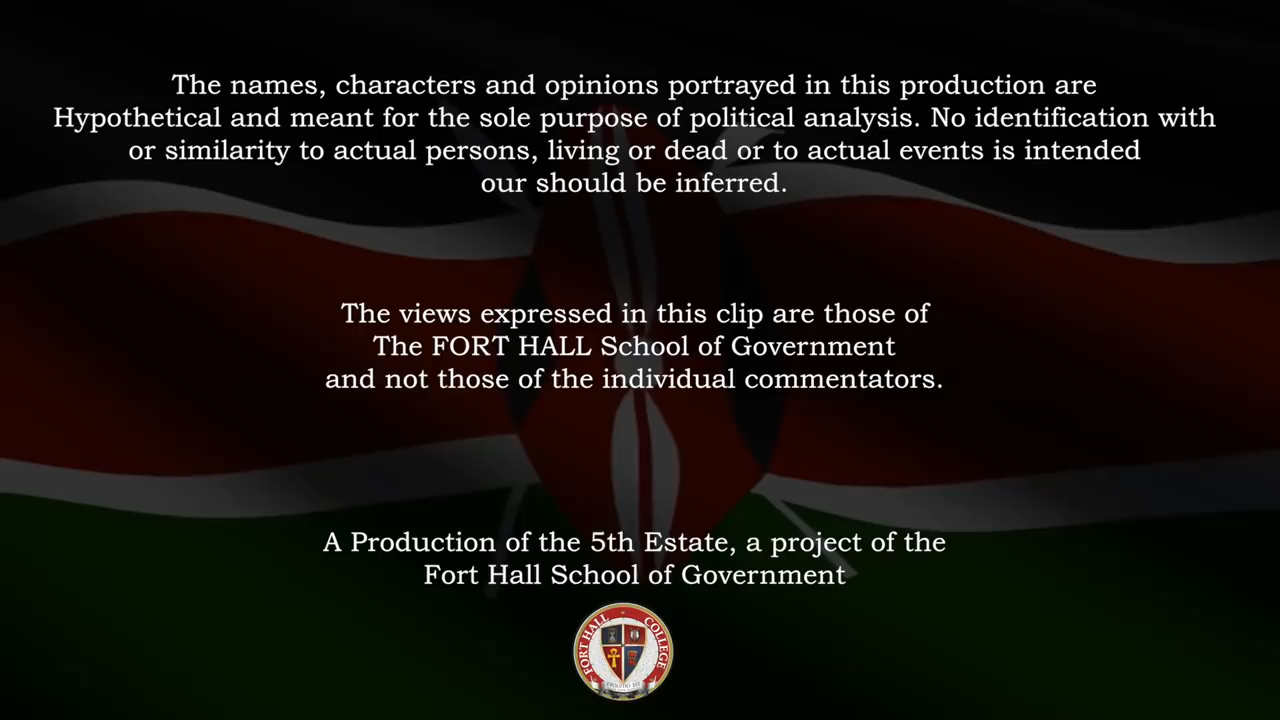 The names, characters and opinions portrayed in this production are
Hypothetical and meant for the sole purpose of political analysis. No identification with
or similarity to actual persons, living or dead or to actual events is intended
our should be inferred.
The views expressed in this clip are those of
The FORT HALL School of Government
and not those of the individual commentators.
A Production of the 5th Estate, a project of the
Fort Hall School of Government
FORT HALL COLLEGE